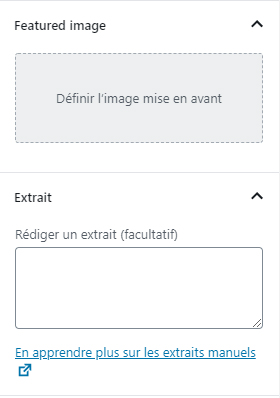 Featured image
Définir l’image mise en avant
Extrait
Rédiger un extrait (facultatif)
En apprendre plus sur les extraits manuels